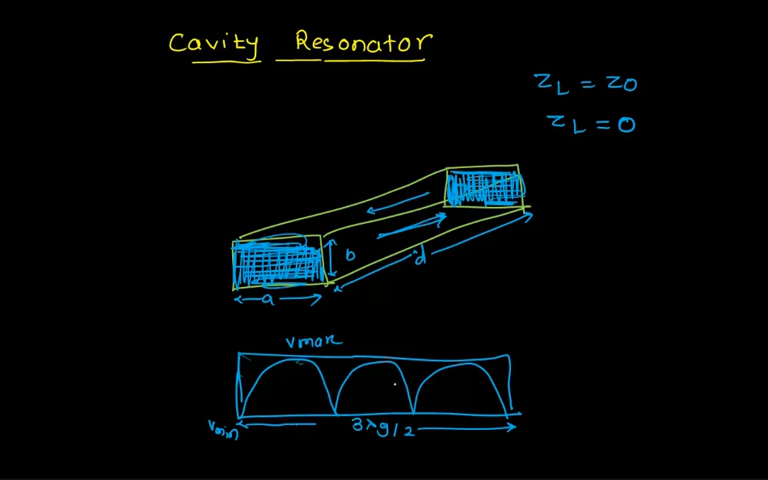 Cavity Resonator
ZL = Z0
ZL = 0
b
d
a
Vmax
Vmin
3λg/2